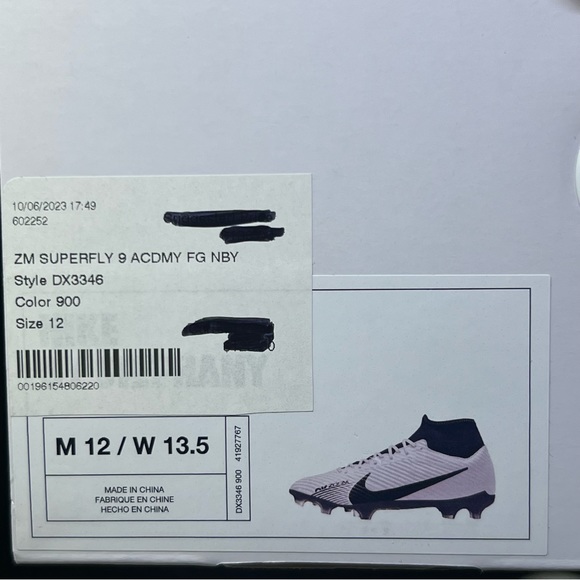 10/06/2023 17:49
602252
ZM SUPERFLY 9 ACDMY FG NBY
Style DX3346
Color 900
Size 12
00196154806220
M 12 / W 13.5
MADE IN CHINA
FABRIQUE EN CHINE
HECHO EN CHINA
DX3346 900 41927767